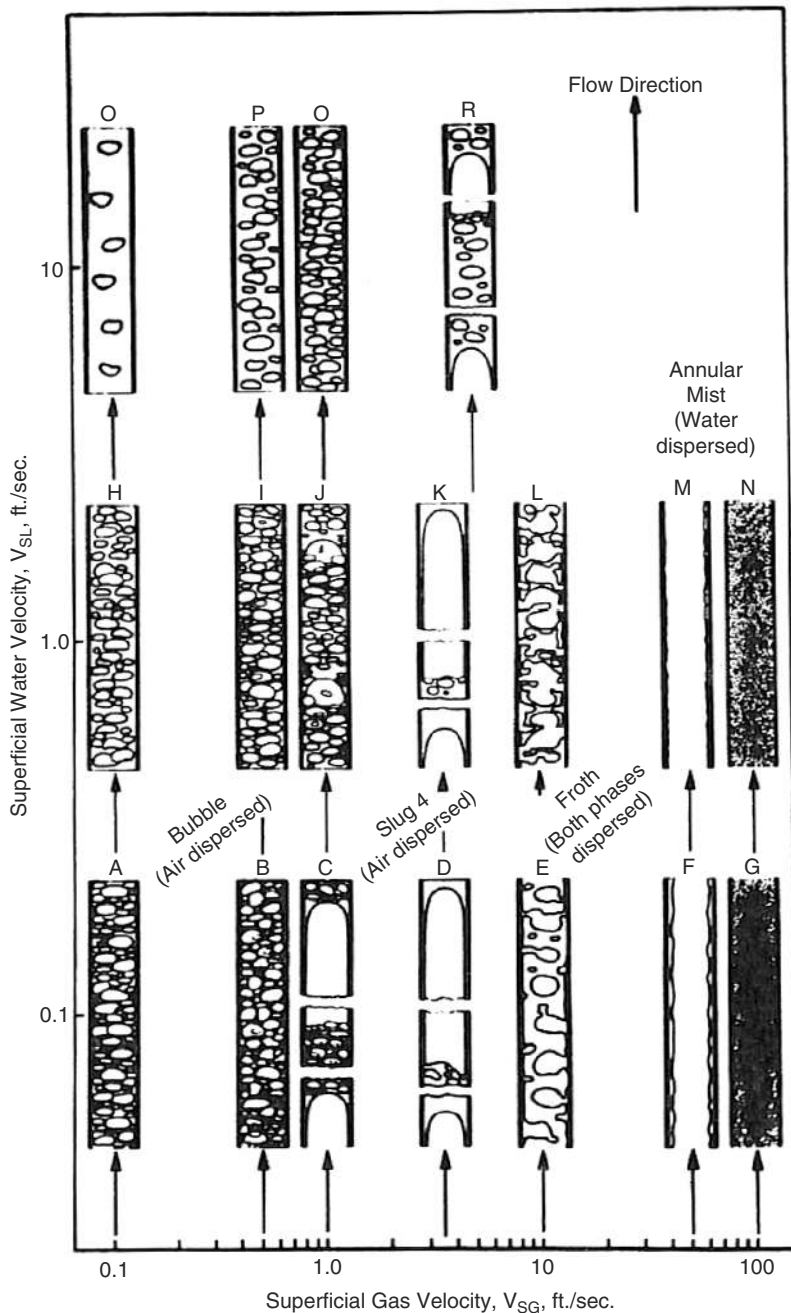 O
P
O
R
Flow Direction
10
Annular
Mist
(Water
dispersed)
H
I
J
K
L
M
N
Superficial Water Velocity, V_SL, ft./sec.
1.0
Bubble
(Air dispersed)
Slug 4
(Air dispersed)
Froth
(Both phases
dispersed)
A
B
C
D
E
F
G
0.1
0.1
1.0
10
100
Superficial Gas Velocity, V_SG, ft./sec.